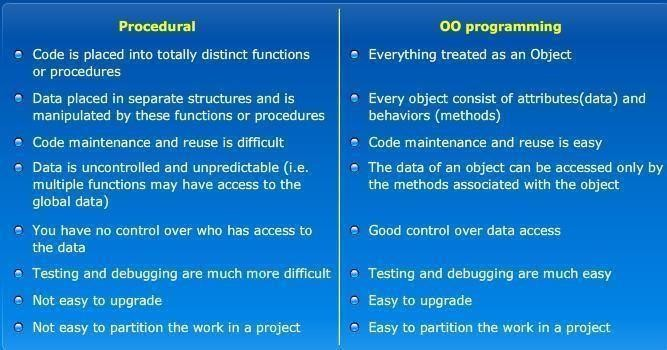 Procedural
Code is placed into totally distinct functions
or procedures
Data placed in separate structures and is
manipulated by these functions or procedures
Code maintenance and reuse is difficult
Data is uncontrolled and unpredictable (i.e.
multiple functions may have access to the
global data)
You have no control over who has access to
the data
Testing and debugging are much more difficult
Not easy to upgrade
Not easy to partition the work in a project
OO programming
Everything treated as an Object
Every object consist of attributes(data) and
behaviors (methods)
Code maintenance and reuse is easy
The data of an object can be accessed only by
the methods associated with the object
Good control over data access
Testing and debugging are much easy
Easy to upgrade
Easy to partition the work in a project